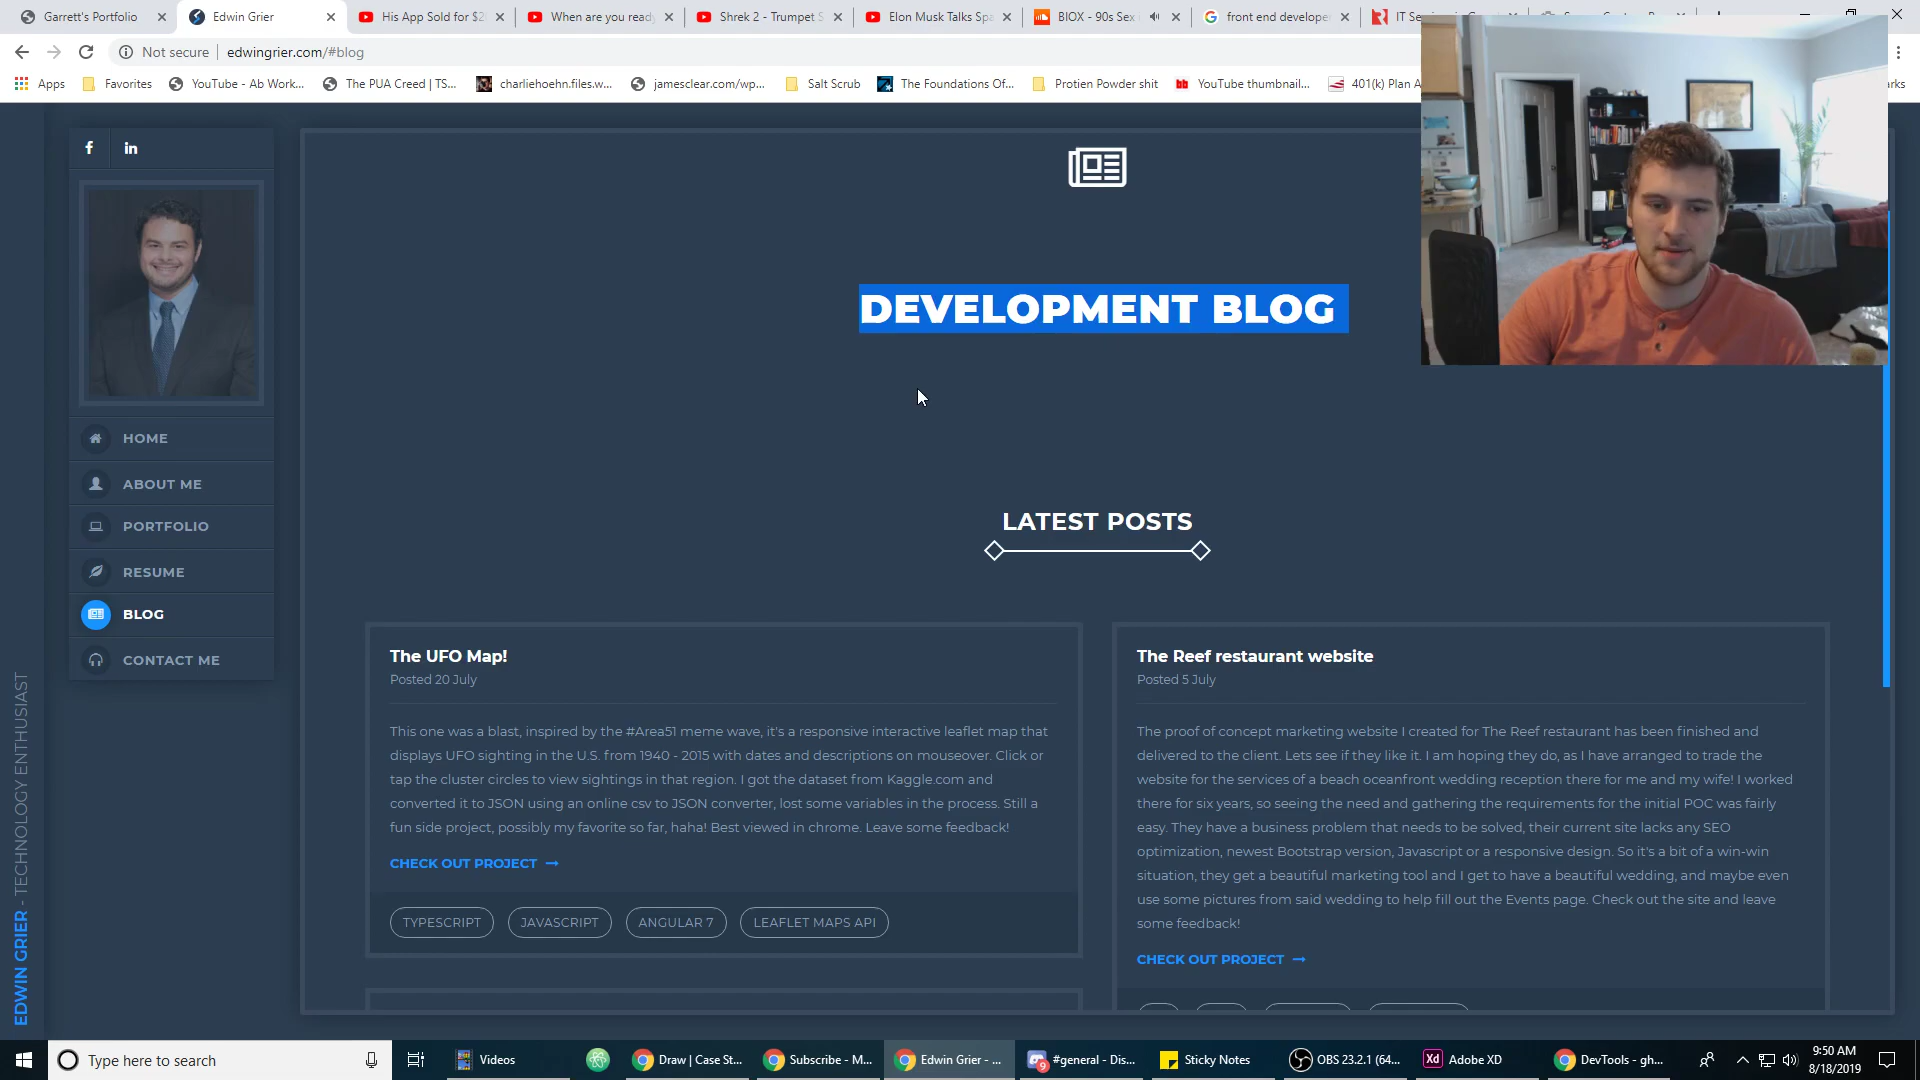 Garrett's Portfolio
Edwin Grier
His App Sold for $2
When are you ready
Shrek 2 - Trumpet S
Elon Musk Talks Spa
BIOX - 90s Sex
front end develope
Not secure
edwingrier.com/#blog
Apps
Favorites
YouTube - Ab Work...
The PUA Creed | TS...
charliehoehn.files.w...
jamesclear.com/wp...
Salt Scrub
The Foundations Of...
Protien Powder shit
YouTube thumbnail...
401(k) Plan A
arks
f
in
HOME
ABOUT ME
PORTFOLIO
RESUME
BLOG
CONTACT ME
EDWIN GRIER - TECHNOLOGY ENTHUSIAST
DEVELOPMENT BLOG
LATEST POSTS
The UFO Map!
Posted 20 July
This one was a blast, inspired by the #Area51 meme wave, it's a responsive interactive leaflet map that
displays UFO sighting in the U.S. from 1940 - 2015 with dates and descriptions on mouseover. Click or
tap the cluster circles to view sightings in that region. I got the dataset from Kaggle.com and
converted it to JSON using an online csv to JSON converter, lost some variables in the process. Still a
fun side project, possibly my favorite so far, haha! Best viewed in chrome. Leave some feedback!
CHECK OUT PROJECT
TYPESCRIPT
JAVASCRIPT
ANGULAR 7
LEAFLET MAPS API
The Reef restaurant website
Posted 5 July
The proof of concept marketing website I created for The Reef restaurant has been finished and
delivered to the client. Lets see if they like it. I am hoping they do, as I have arranged to trade the
website for the services of a beach oceanfront wedding reception there for me and my wife! I worked
there for six years, so seeing the need and gathering the requirements for the initial POC was fairly
easy. They have a business problem that needs to be solved, their current site lacks any SEO
optimization, newest Bootstrap version, Javascript or a responsive design. So it's a bit of a win-win
situation, they get a beautiful marketing tool and I get to have a beautiful wedding, and maybe even
use some pictures from said wedding to help fill out the Events page. Check out the site and leave
some feedback!
CHECK OUT PROJECT
Type here to search
Videos
Draw | Case St...
Subscribe - M...
Edwin Grier - ...
9
#general - Dis...
Sticky Notes
OBS 23.2.1 (64...
Xd
Adobe XD
DevTools - gh...
9:50 AM
8/18/2019